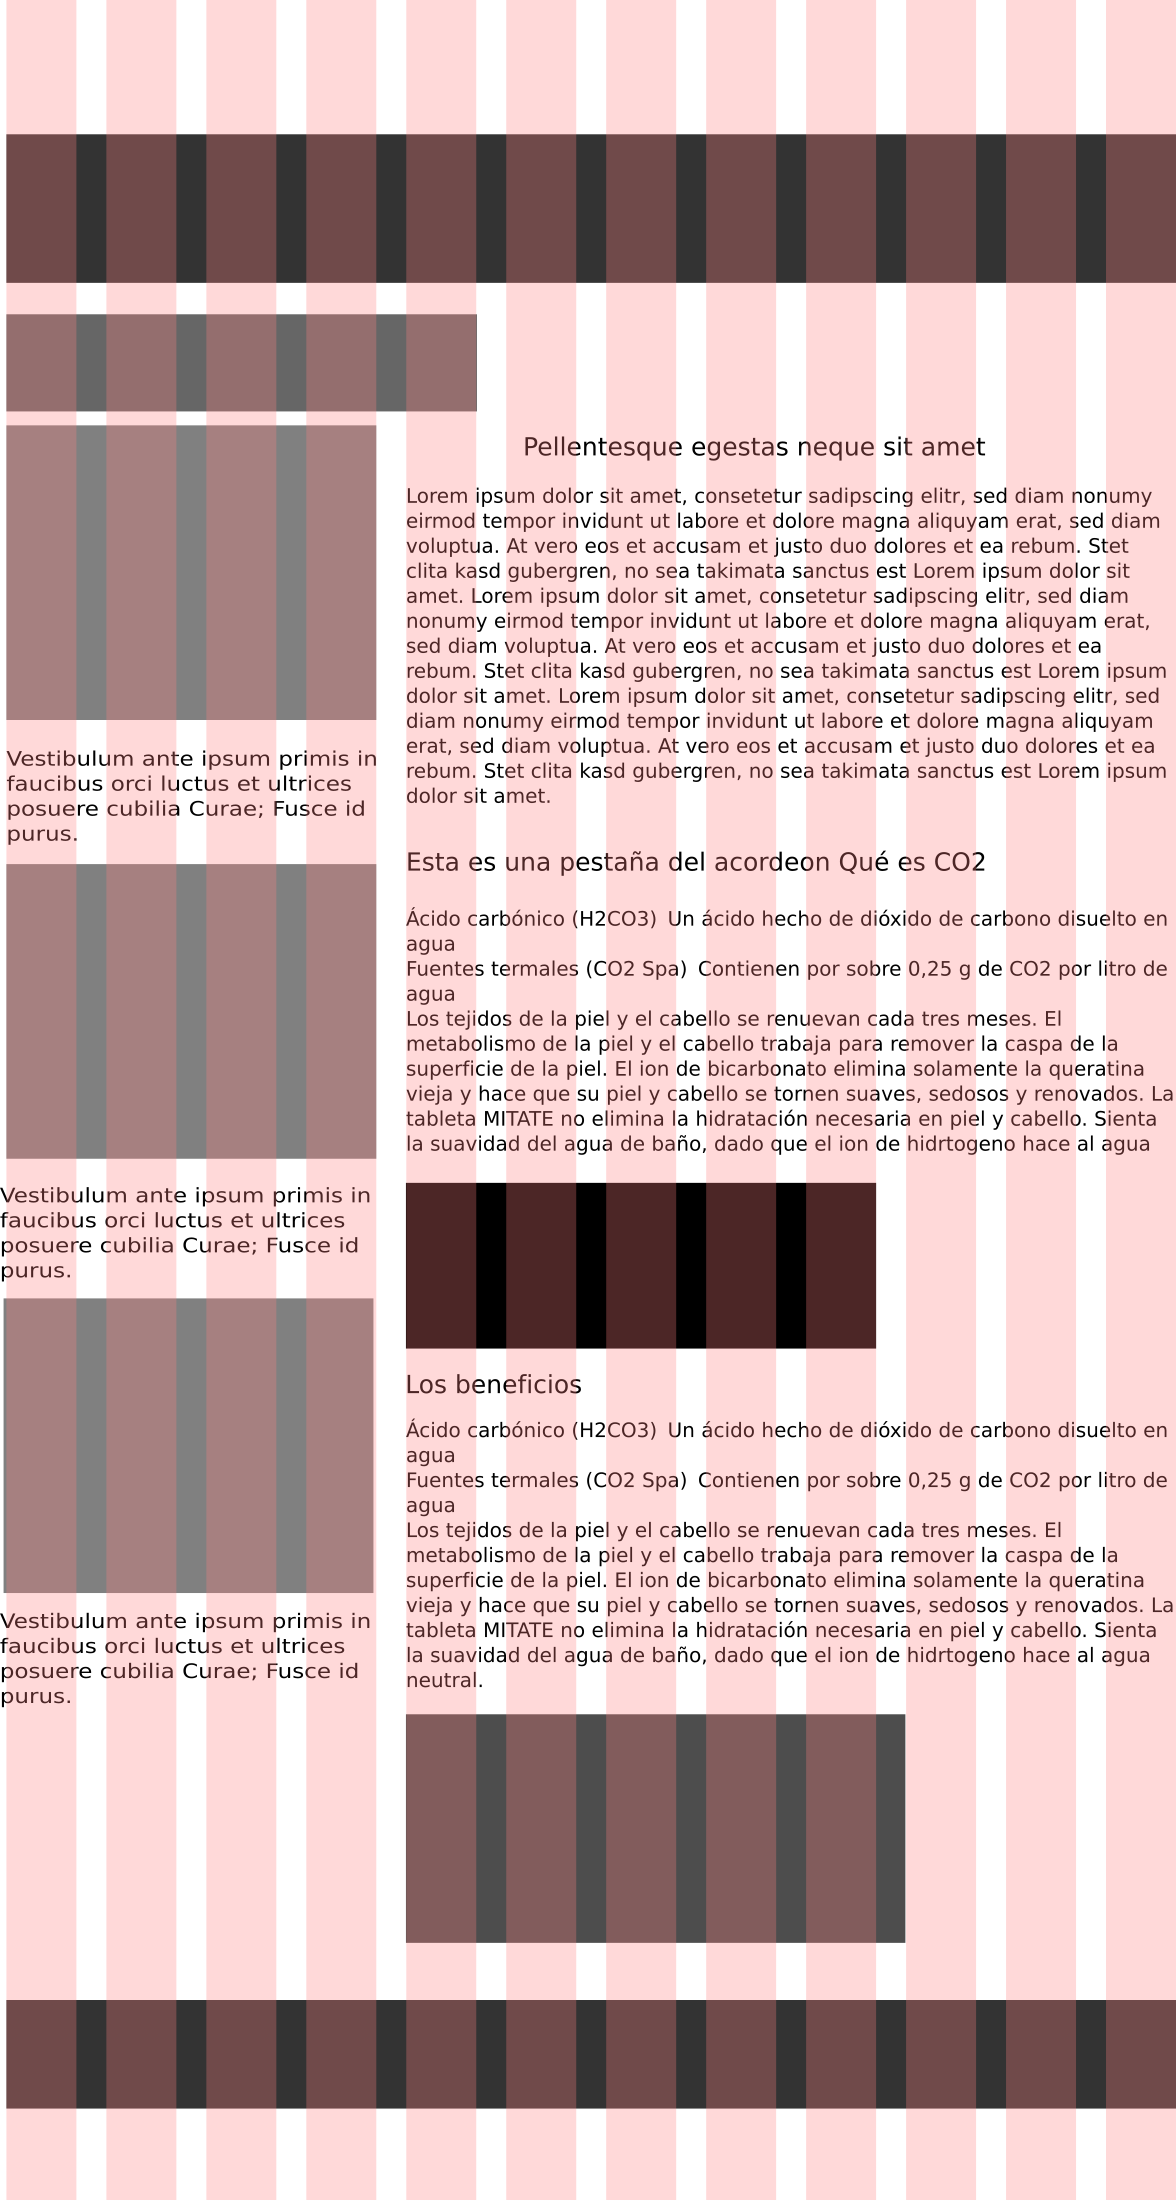 Pellentesque egestas neque sit amet
Lorem ipsum dolor sit amet, consetetur sadipscing elitr, sed diam nonumy
eirmod tempor invidunt ut labore et dolore magna aliquyam erat, sed diam
voluptua. At vero eos et accusam et justo duo dolores et ea rebum. Stet
clita kasd gubergren, no sea takimata sanctus est Lorem ipsum dolor sit
amet. Lorem ipsum dolor sit amet, consetetur sadipscing elitr, sed diam
nonumy eirmod tempor invidunt ut labore et dolore magna aliquyam erat,
sed diam voluptua. At vero eos et accusam et justo duo dolores et ea
rebum. Stet clita kasd gubergren, no sea takimata sanctus est Lorem ipsum
dolor sit amet. Lorem ipsum dolor sit amet, consetetur sadipscing elitr, sed
diam nonumy eirmod tempor invidunt ut labore et dolore magna aliquyam
erat, sed diam voluptua. At vero eos et accusam et justo duo dolores et ea
rebum. Stet clita kasd gubergren, no sea takimata sanctus est Lorem ipsum
dolor sit amet.
Vestibulum ante ipsum primis in
faucibus orci luctus et ultrices
posuere cubilia Curae; Fusce id
purus.
Esta es una pestaña del acordeon Qué es CO2
Ácido carbónico (H2CO3)  Un ácido hecho de dióxido de carbono disuelto en
agua
Fuentes termales (CO2 Spa)  Contienen por sobre 0,25 g de CO2 por litro de
agua
Los tejidos de la piel y el cabello se renuevan cada tres meses. El
metabolismo de la piel y el cabello trabaja para remover la caspa de la
superficie de la piel. El ion de bicarbonato elimina solamente la queratina
vieja y hace que su piel y cabello se tornen suaves, sedosos y renovados. La
tableta MITATE no elimina la hidratación necesaria en piel y cabello. Sienta
la suavidad del agua de baño, dado que el ion de hidrtogeno hace al agua
Vestibulum ante ipsum primis in
faucibus orci luctus et ultrices
posuere cubilia Curae; Fusce id
purus.
Los beneficios
Ácido carbónico (H2CO3)  Un ácido hecho de dióxido de carbono disuelto en
agua
Fuentes termales (CO2 Spa)  Contienen por sobre 0,25 g de CO2 por litro de
agua
Los tejidos de la piel y el cabello se renuevan cada tres meses. El
metabolismo de la piel y el cabello trabaja para remover la caspa de la
superficie de la piel. El ion de bicarbonato elimina solamente la queratina
vieja y hace que su piel y cabello se tornen suaves, sedosos y renovados. La
tableta MITATE no elimina la hidratación necesaria en piel y cabello. Sienta
la suavidad del agua de baño, dado que el ion de hidrtogeno hace al agua
neutral.
Vestibulum ante ipsum primis in
faucibus orci luctus et ultrices
posuere cubilia Curae; Fusce id
purus.